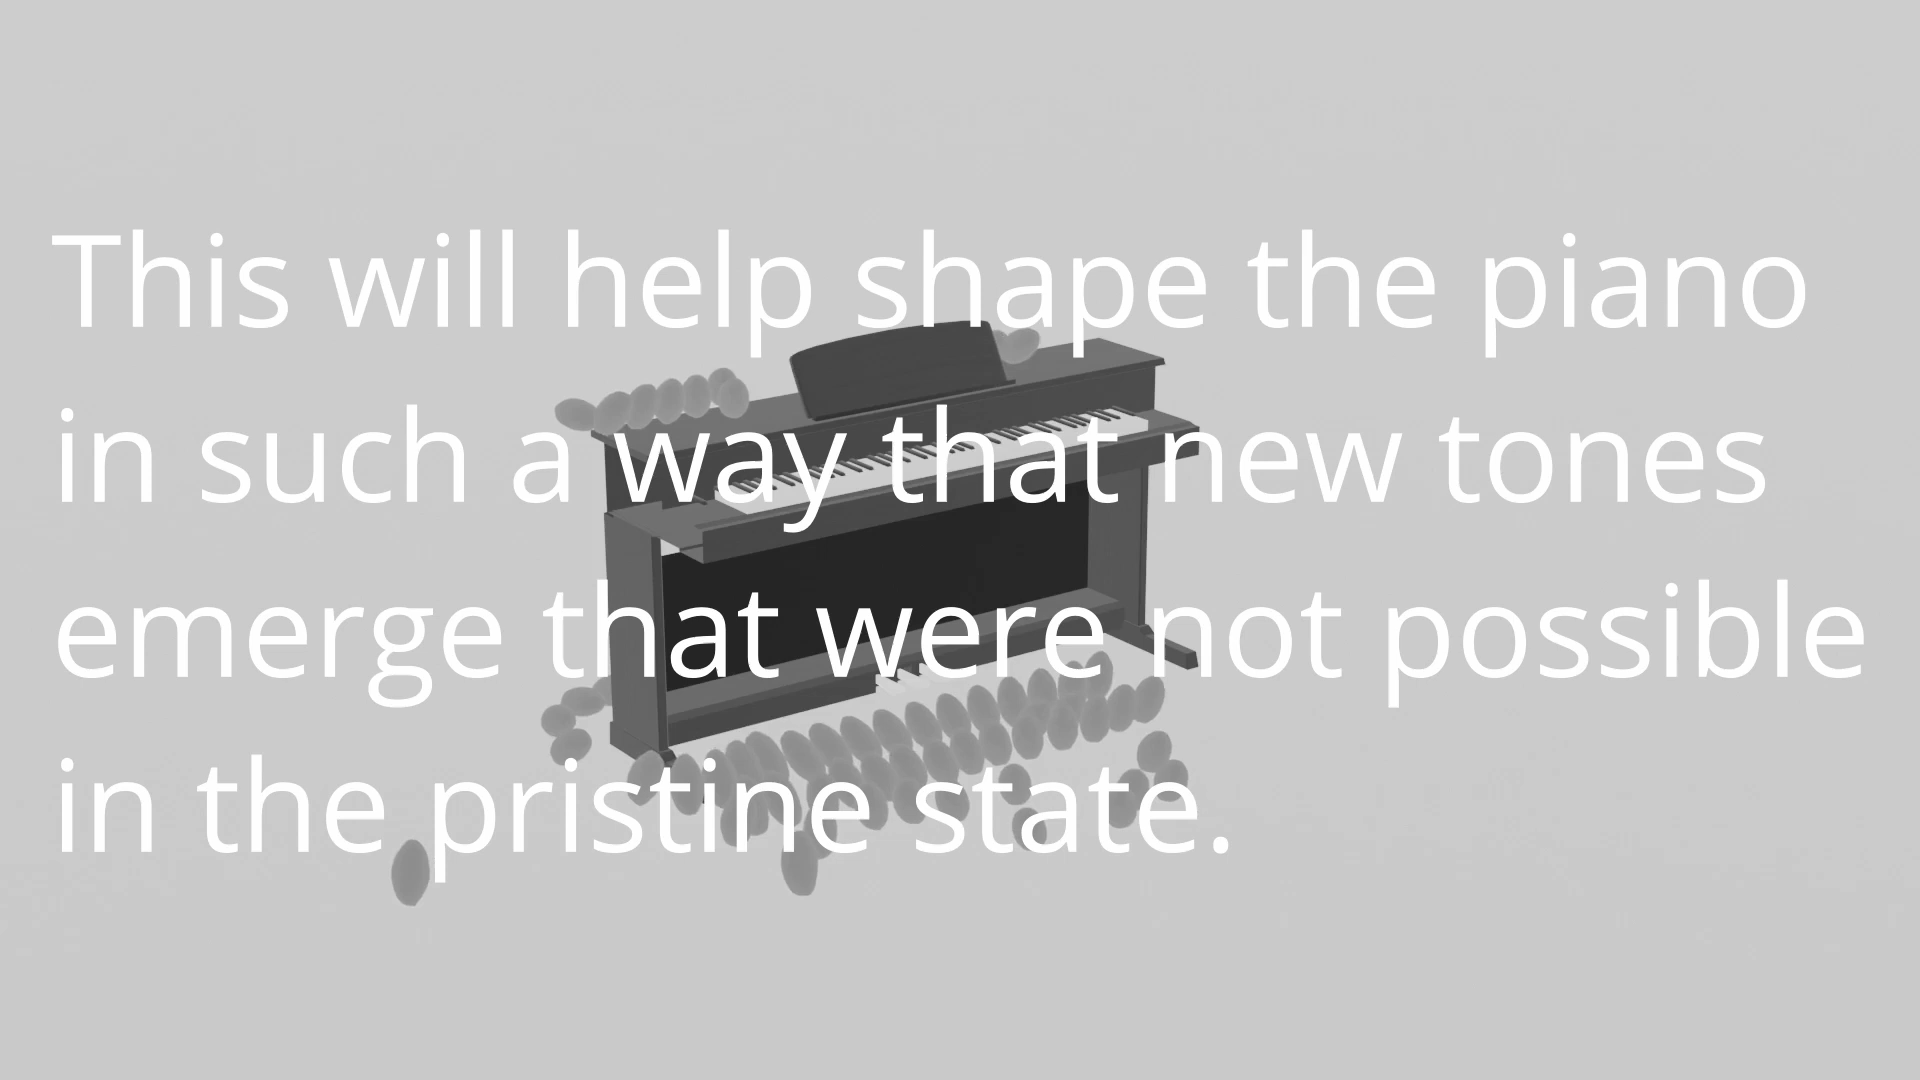 This will help shape the piano
in such a way that new tones
emerge that were not possible
in the pristine state.